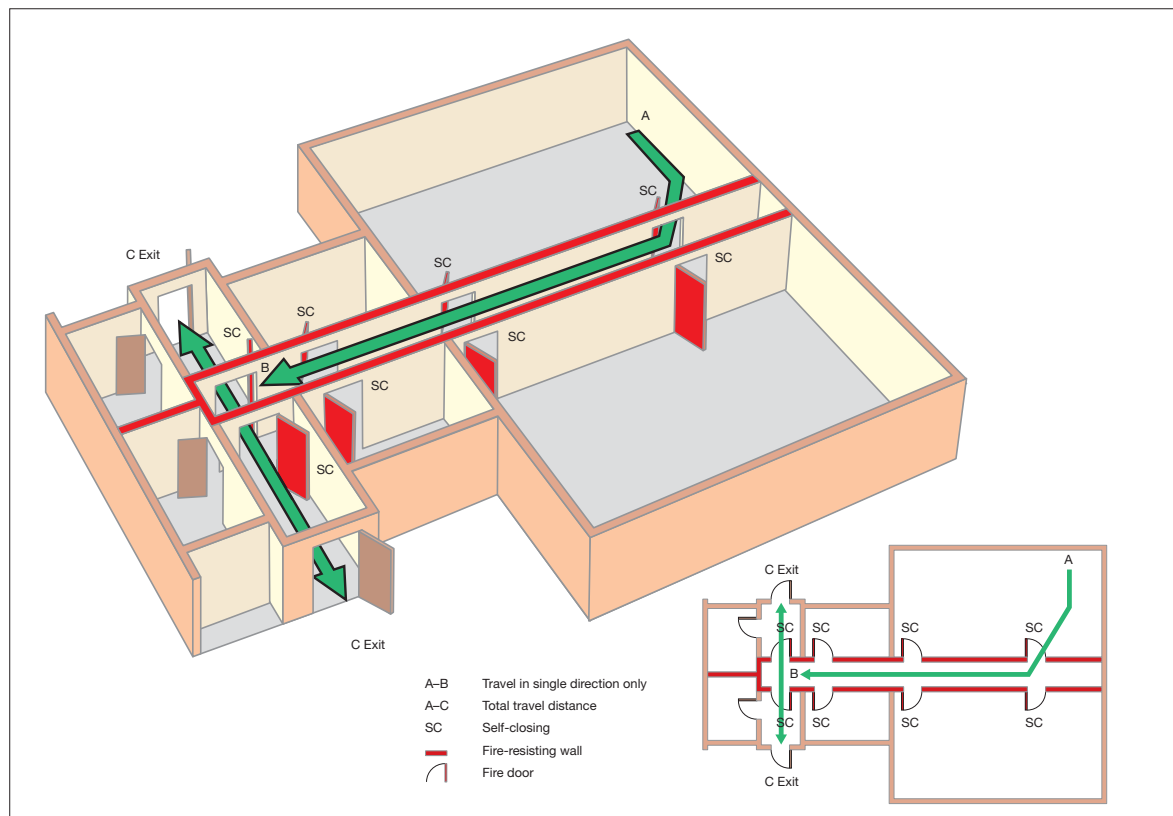 A
SC
C Exit
SC
SC
SC
SC
B
SC
SC
SC
C Exit
A–B Travel in single direction only
A–C Total travel distance
SC Self-closing
Fire-resisting wall
Fire door
A
C Exit
SC SC SC SC
B
SC SC SC SC
C Exit